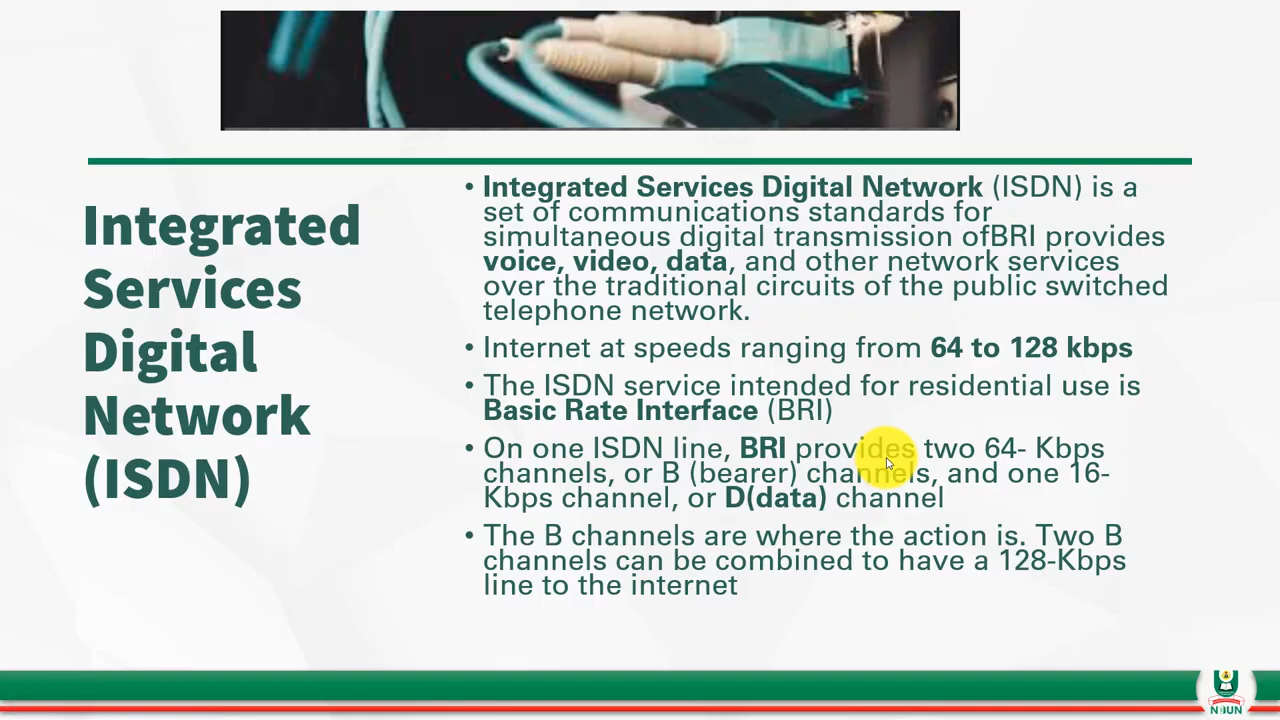 Integrated
Services
Digital
Network
(ISDN)
• Integrated Services Digital Network (ISDN) is a
set of communications standards for
simultaneous digital transmission ofBRI provides
voice, video, data, and other network services
over the traditional circuits of the public switched
telephone network.
• Internet at speeds ranging from 64 to 128 kbps
• The ISDN service intended for residential use is
Basic Rate Interface (BRI)
• On one ISDN line, BRI provides two 64- Kbps
channels, or B (bearer) channels, and one 16-
Kbps channel, or D(data) channel
• The B channels are where the action is. Two B
channels can be combined to have a 128-Kbps
line to the internet
NOUN